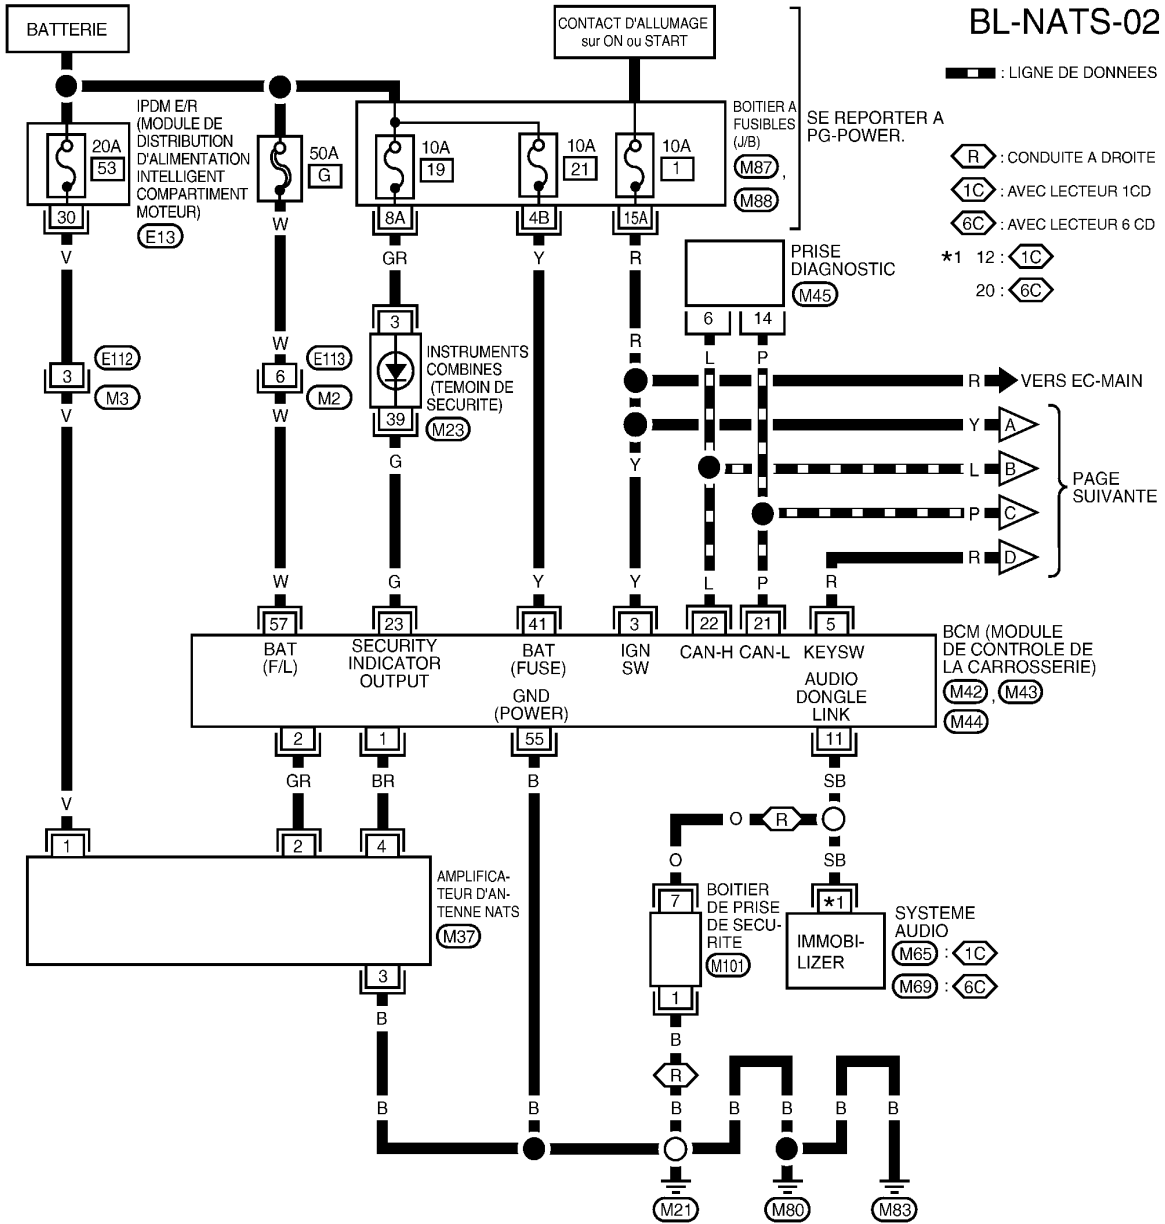 BL-NATS-02
BATTERIE
CONTACT D'ALLUMAGE
sur ON ou START
: LIGNE DE DONNEES
IPDM E/R
(MODULE DE
DISTRIBUTION
D'ALIMENTATION
INTELLIGENT
COMPARTIMENT
MOTEUR)
E13
20A
53
50A
G
10A
19
10A
21
10A
1
BOITIER A
FUSIBLES
(J/B)
M87 ,
M88
SE REPORTER A
PG-POWER.
R : CONDUITE A DROITE
1C : AVEC LECTEUR 1CD
6C : AVEC LECTEUR 6 CD
*1 12 : 1C
20 : 6C
30
8A
4B
15A
V
W
GR
Y
R
PRISE
DIAGNOSTIC
M45
6
14
L
P
3
INSTRUMENTS
COMBINES
(TEMOIN DE
SECURITE)
M23
39
W
R
3
E112
M3
6
E113
M2
V
W
G
Y
R VERS EC-MAIN
Y A
L B
P C
R D
PAGE
SUIVANTE
W
G
Y
Y
L
P
R
57
23
41
3
22
21
5
BAT
(F/L)
SECURITY
INDICATOR
OUTPUT
BAT
(FUSE)
IGN
SW
CAN-H
CAN-L
KEYSW
GND
(POWER)
AUDIO
DONGLE
LINK
BCM (MODULE
DE CONTROLE DE
LA CARROSSERIE)
M42 , M43
M44
2
1
55
11
GR
BR
B
SB
V
O
R
O
SB
1
2
4
AMPLIFICA-
TEUR D'AN-
TENNE NATS
M37
3
B
7
BOITIER
DE PRISE
DE SECU-
RITE
M101
1
B
R
*1
IMMOBI-
LIZER
SYSTEME
AUDIO
M65 : 1C
M69 : 6C
B
B
B
B
B
B
B
M21
M80
M83